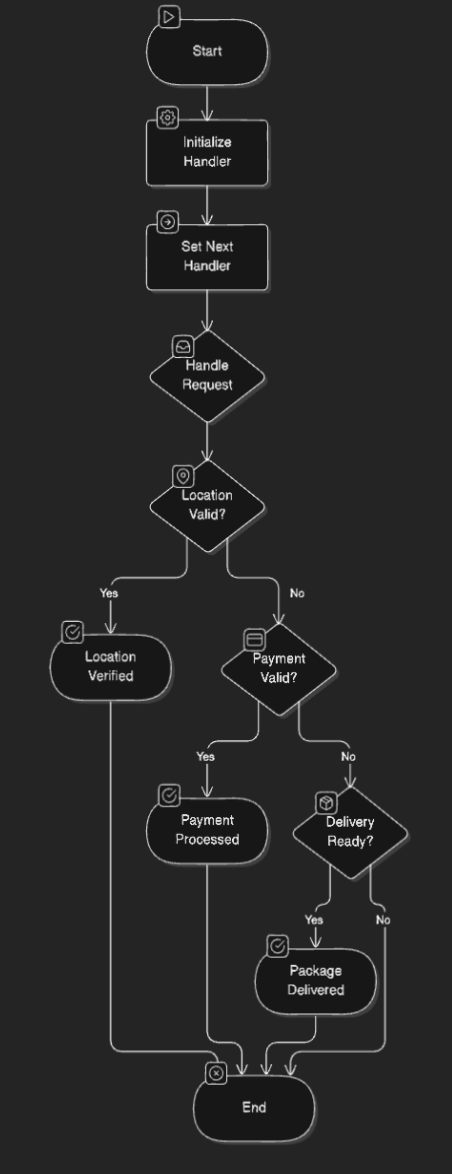 Start
Initialize
Handler
Set Next
Handler
Handle
Request
Location
Valid?
Yes
No
Location
Verified
Payment
Valid?
Yes
No
Payment
Processed
Delivery
Ready?
Yes
No
Package
Delivered
End